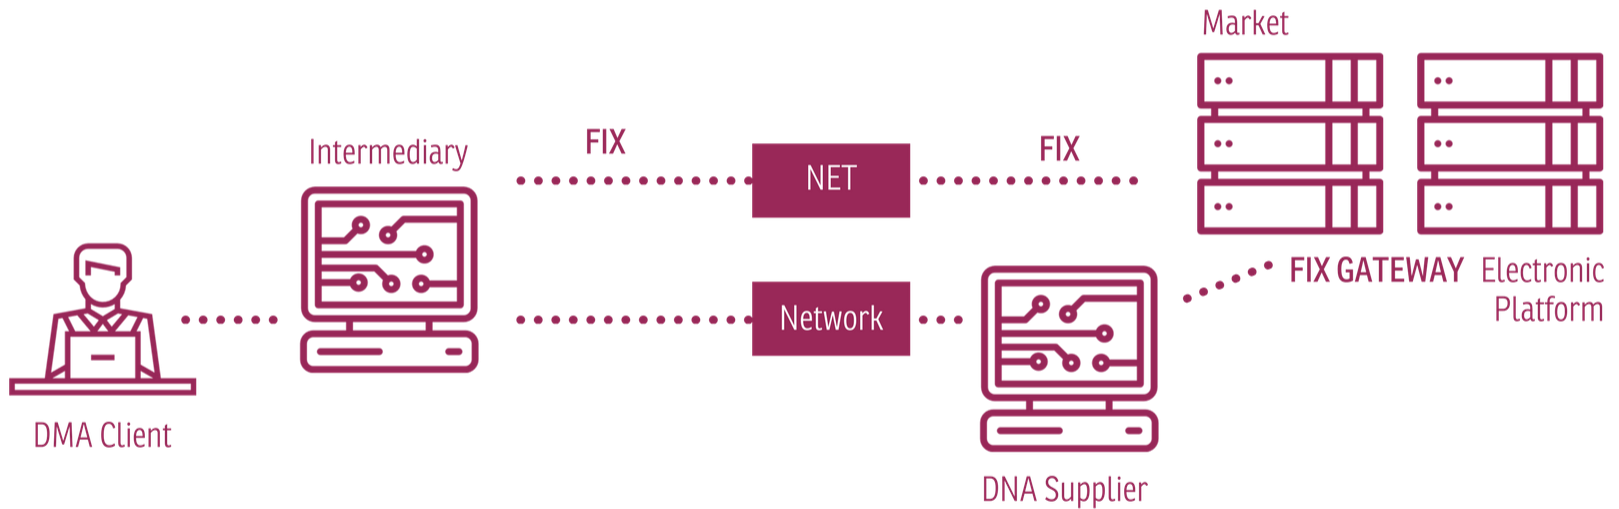 Market
Intermediary
FIX
FIX
NET
FIX GATEWAY
Electronic
Platform
Network
DMA Client
DNA Supplier